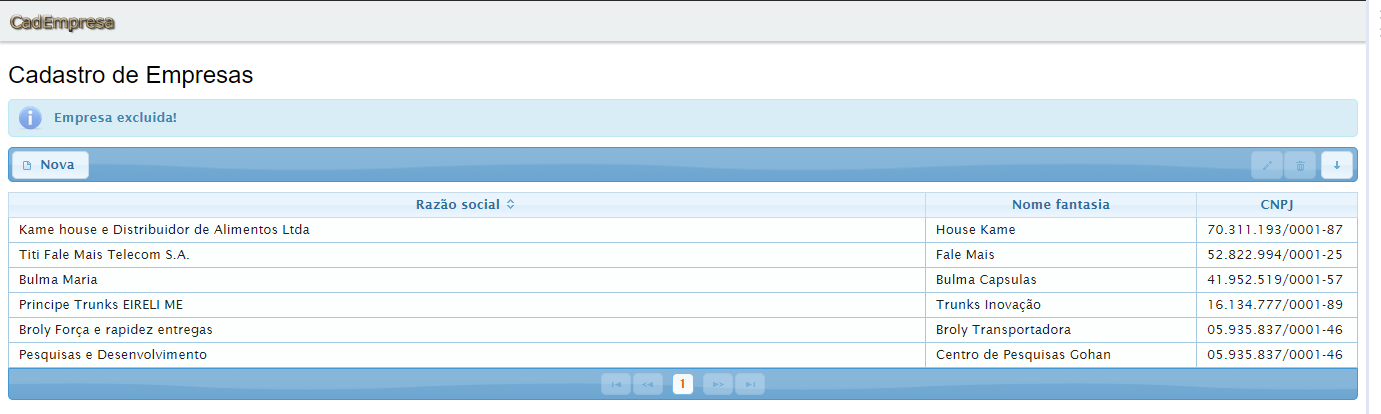 CadEmpresa
Cadastro de Empresas
Empresa excluida!
Nova
Razão social Nome fantasia CNPJ
Kame house e Distribuidor de Alimentos Ltda House Kame 70.311.193/0001-87
Titi Fale Mais Telecom S.A. Fale Mais 52.822.994/0001-25
Bulma Maria Bulma Capsulas 41.952.519/0001-57
Principe Trunks EIRELI ME Trunks Inovação 16.134.777/0001-89
Broly Força e rapidez entregas Broly Transportadora 05.935.837/0001-46
Pesquisas e Desenvolvimento Centro de Pesquisas Gohan 05.935.837/0001-46
1